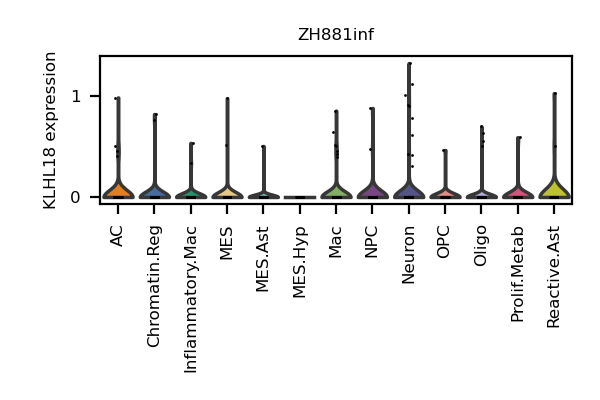 ZH881inf
KLHL18 expression
1
0
AC
Chromatin.Reg
Inflammatory.Mac
MES
MES.Ast
MES.Hyp
Mac
NPC
Neuron
OPC
Oligo
Prolif.Metab
Reactive.Ast